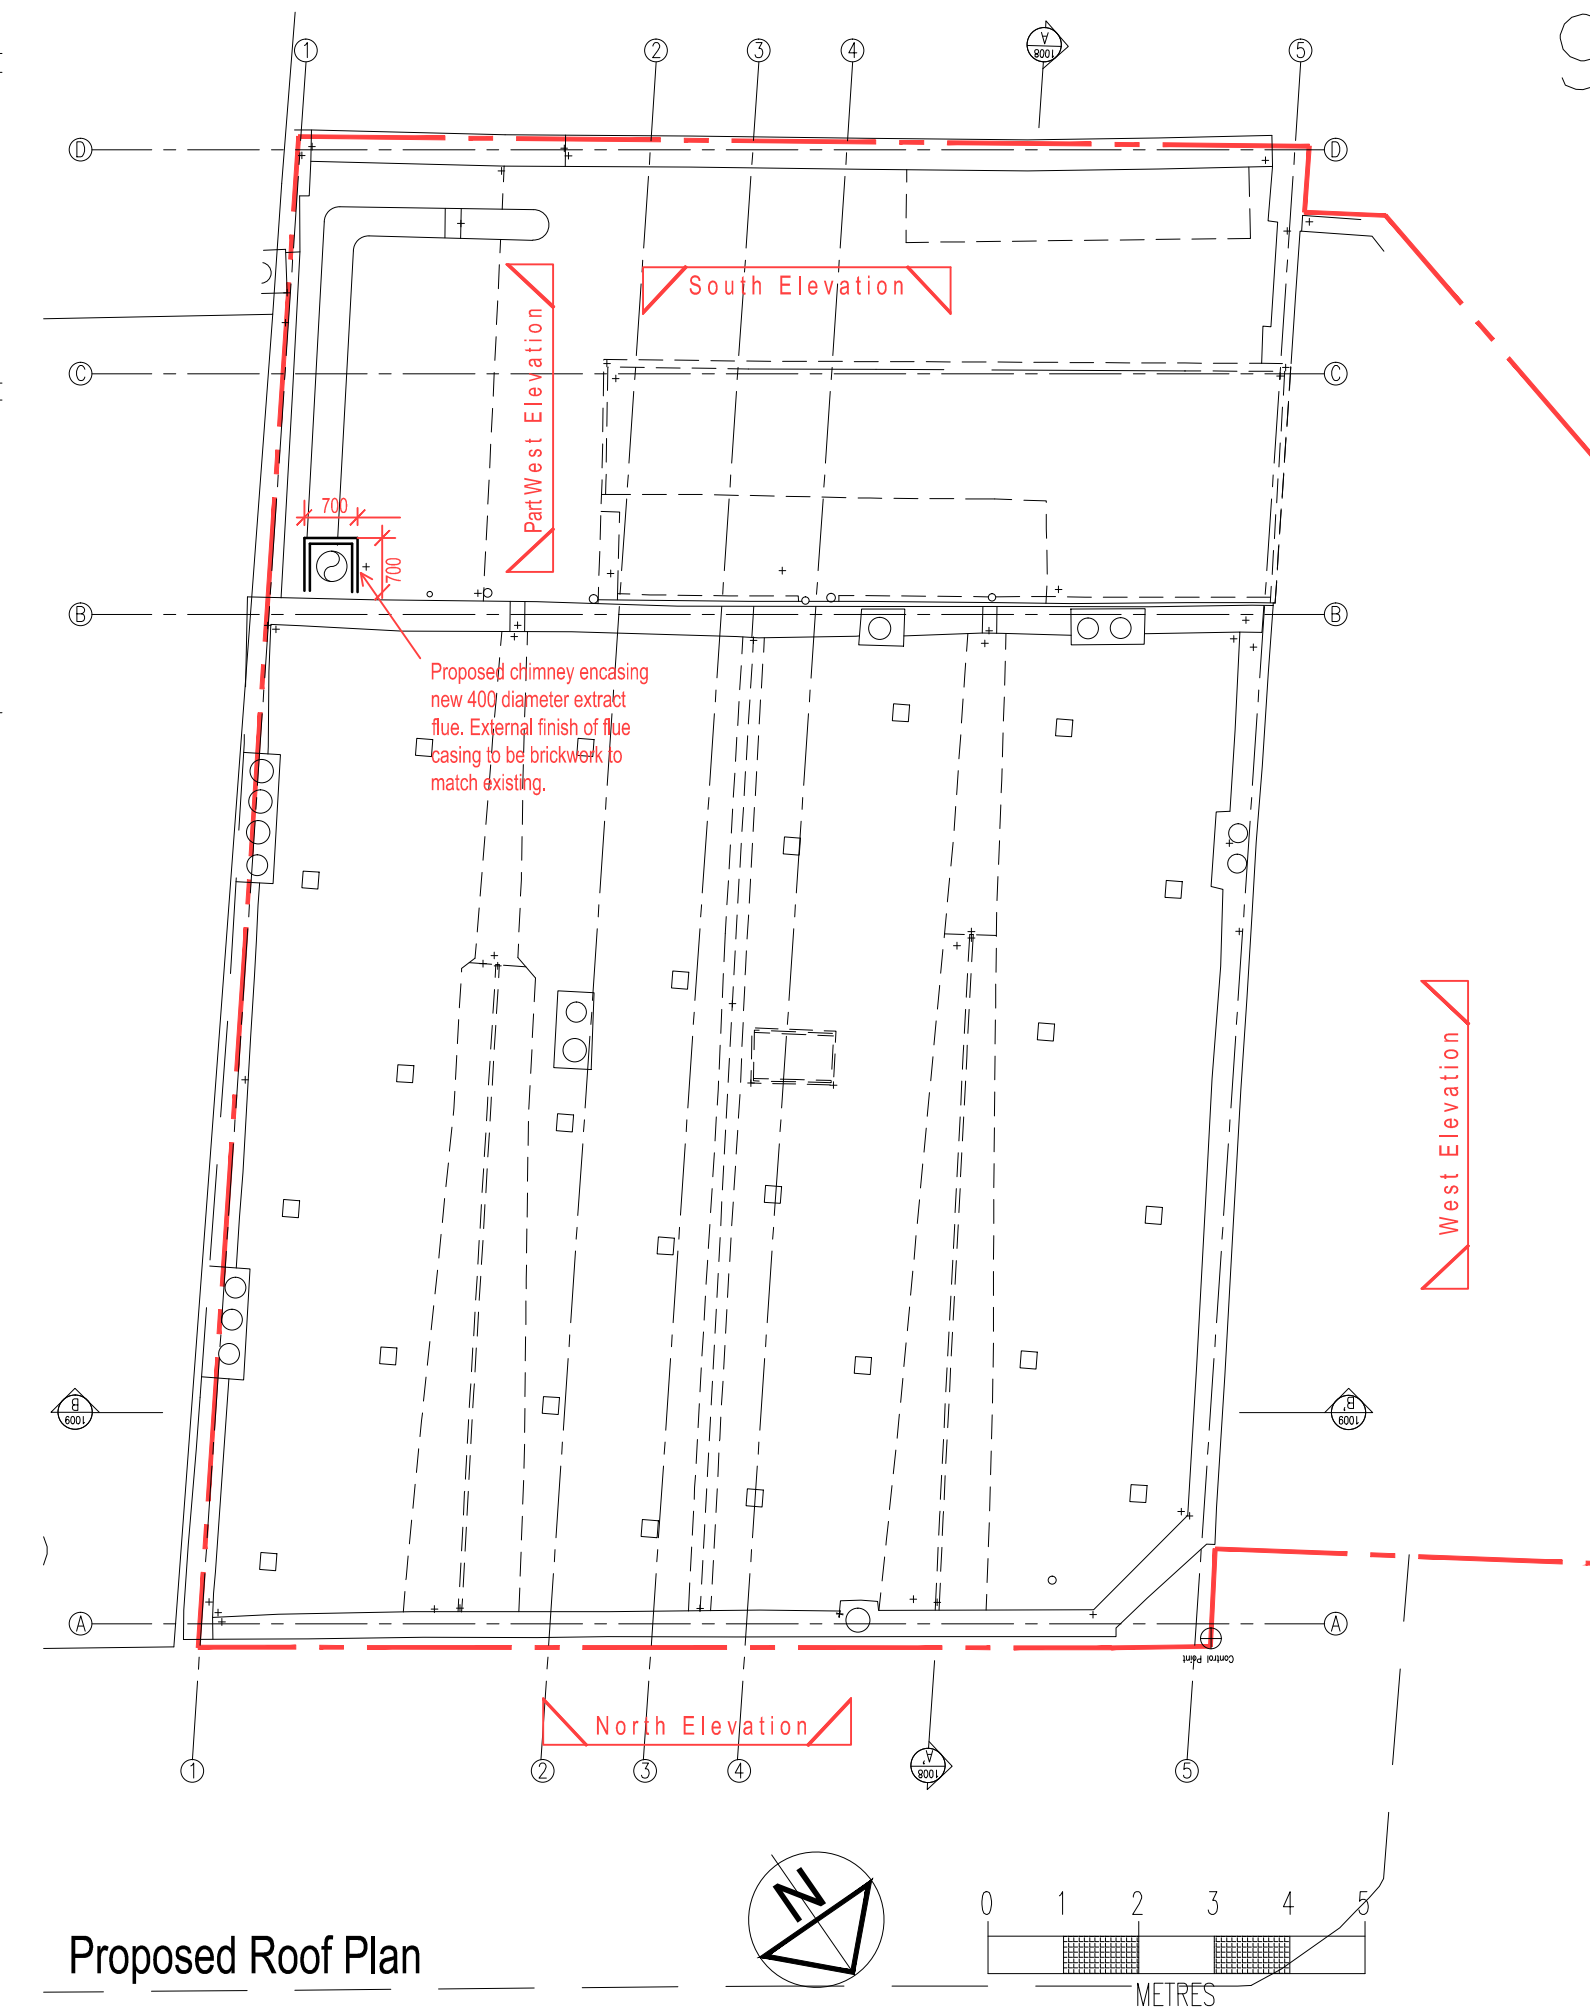 1
2
3
4
A
1008
5
D
D
South Elevation
Part West Elevation
C
C
700
700
B
B
Proposed chimney encasing
new 400 diameter extract
flue. External finish of flue
casing to be brickwork to
match existing.
West Elevation
B
1009
B'
1009
A
A
Control Point
North Elevation
1
2
3
4
A'
1008
5
N
0 1 2 3 4 5
METRES
Proposed Roof Plan